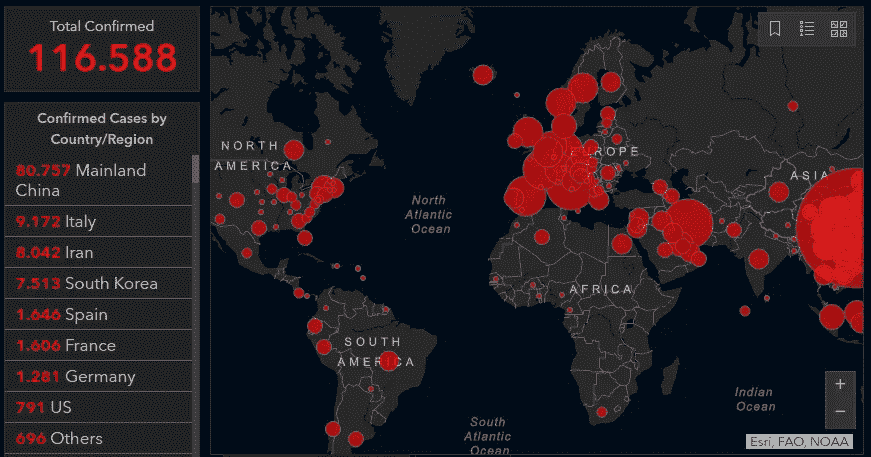 Total Confirmed
116.588
Confirmed Cases by
Country/Region
80.757 Mainland
China
9.172 Italy
8.042 Iran
7.513 South Korea
1.646 Spain
1.606 France
1.281 Germany
791 US
696 Others
NORTH
AMERICA
North
Atlantic
Ocean
EUROPE
ASIA
AFRICA
SOUTH
AMERICA
South
Atlantic
Ocean
Indian
Ocean
+
−
Esri, FAO, NOAA